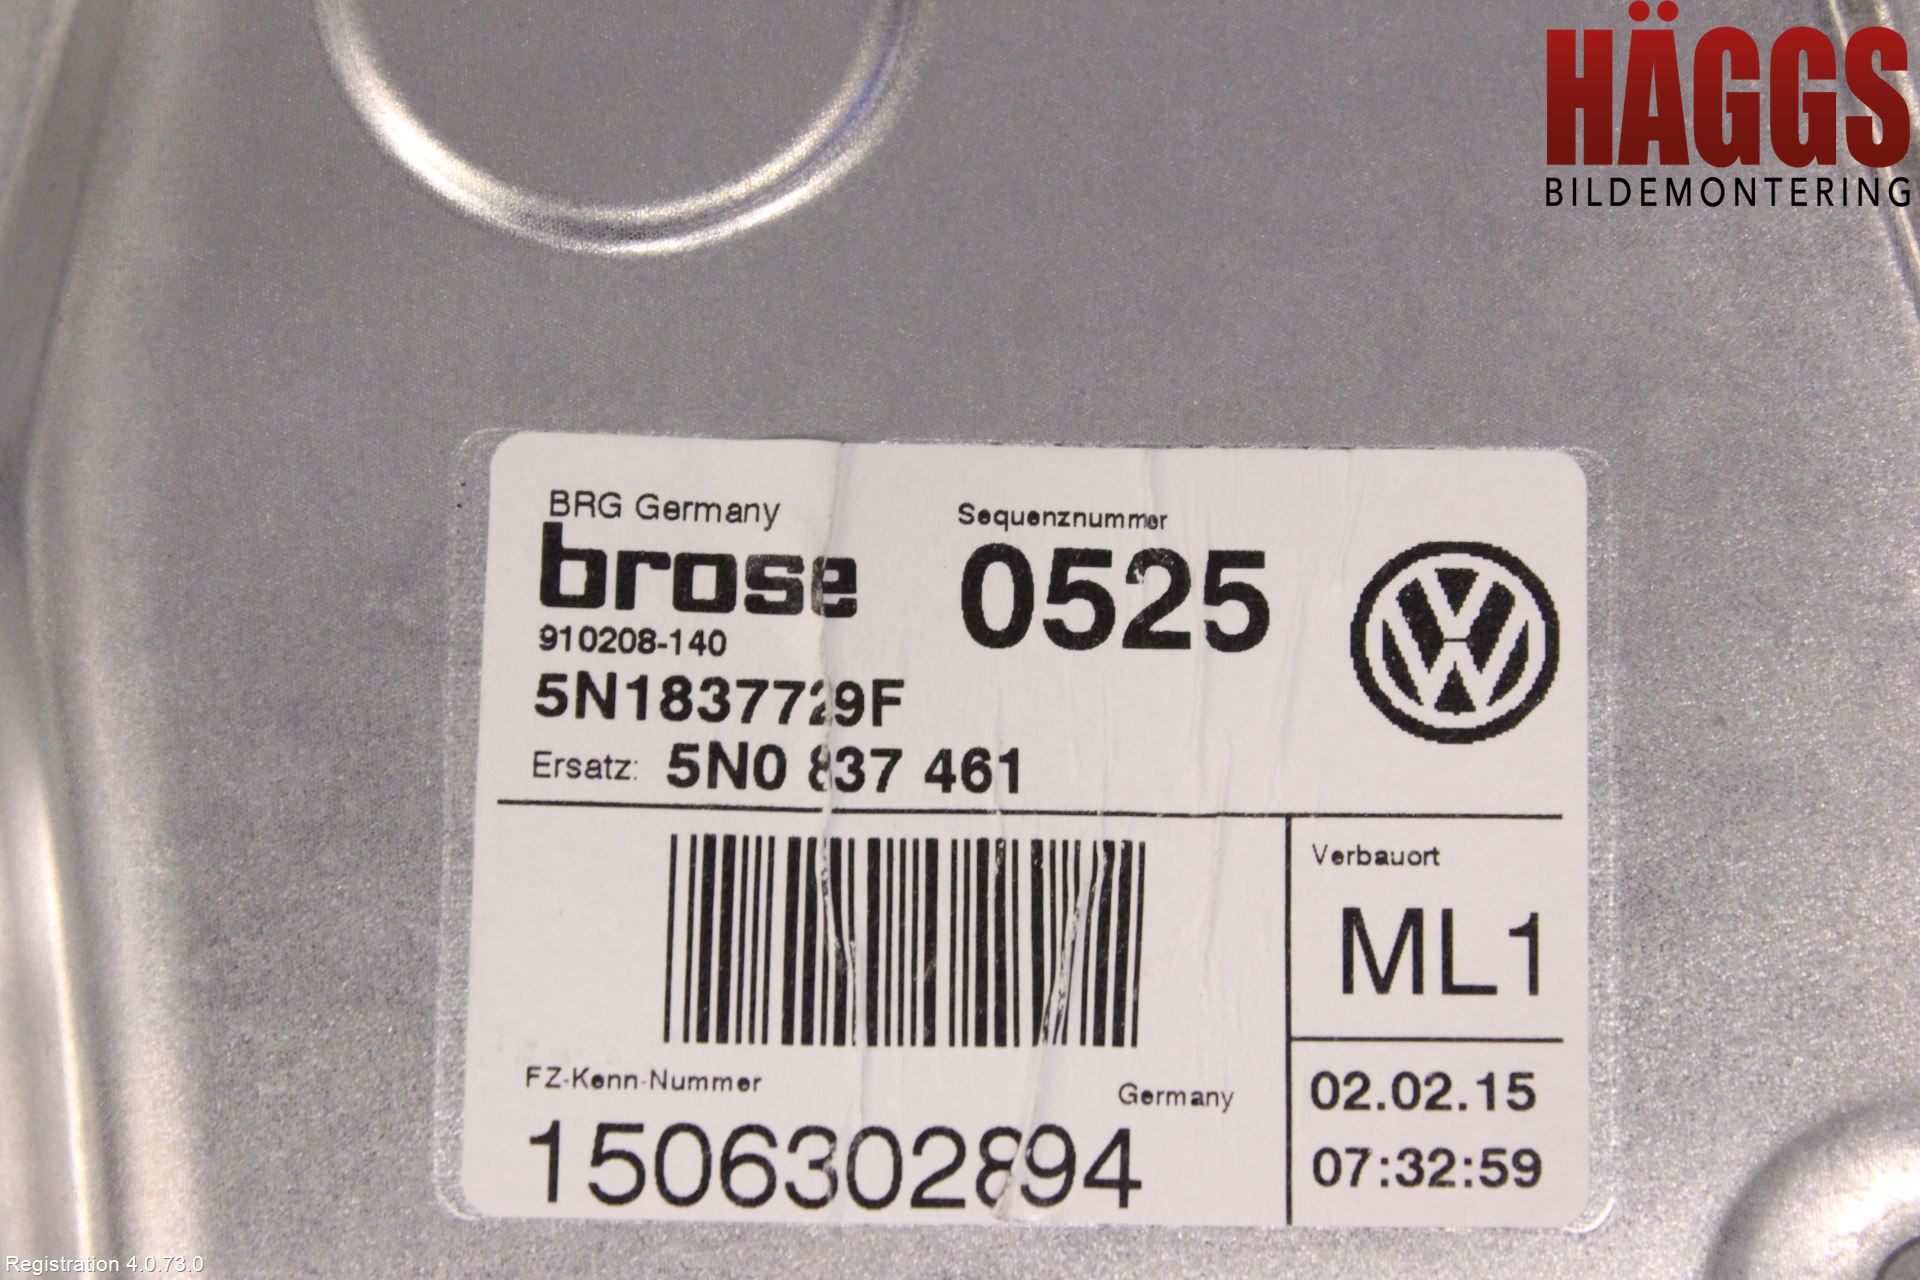 HÄGGS
BILDEMONTERING
BRG Germany
brose
910208-140
5N1837729F
Ersatz: 5N0 837 461
Sequenznummer
0525
Verbauort
ML1
FZ-Kenn-Nummer
Germany
1506302894
02.02.15
07:32:59
Registration 4.0.73.0